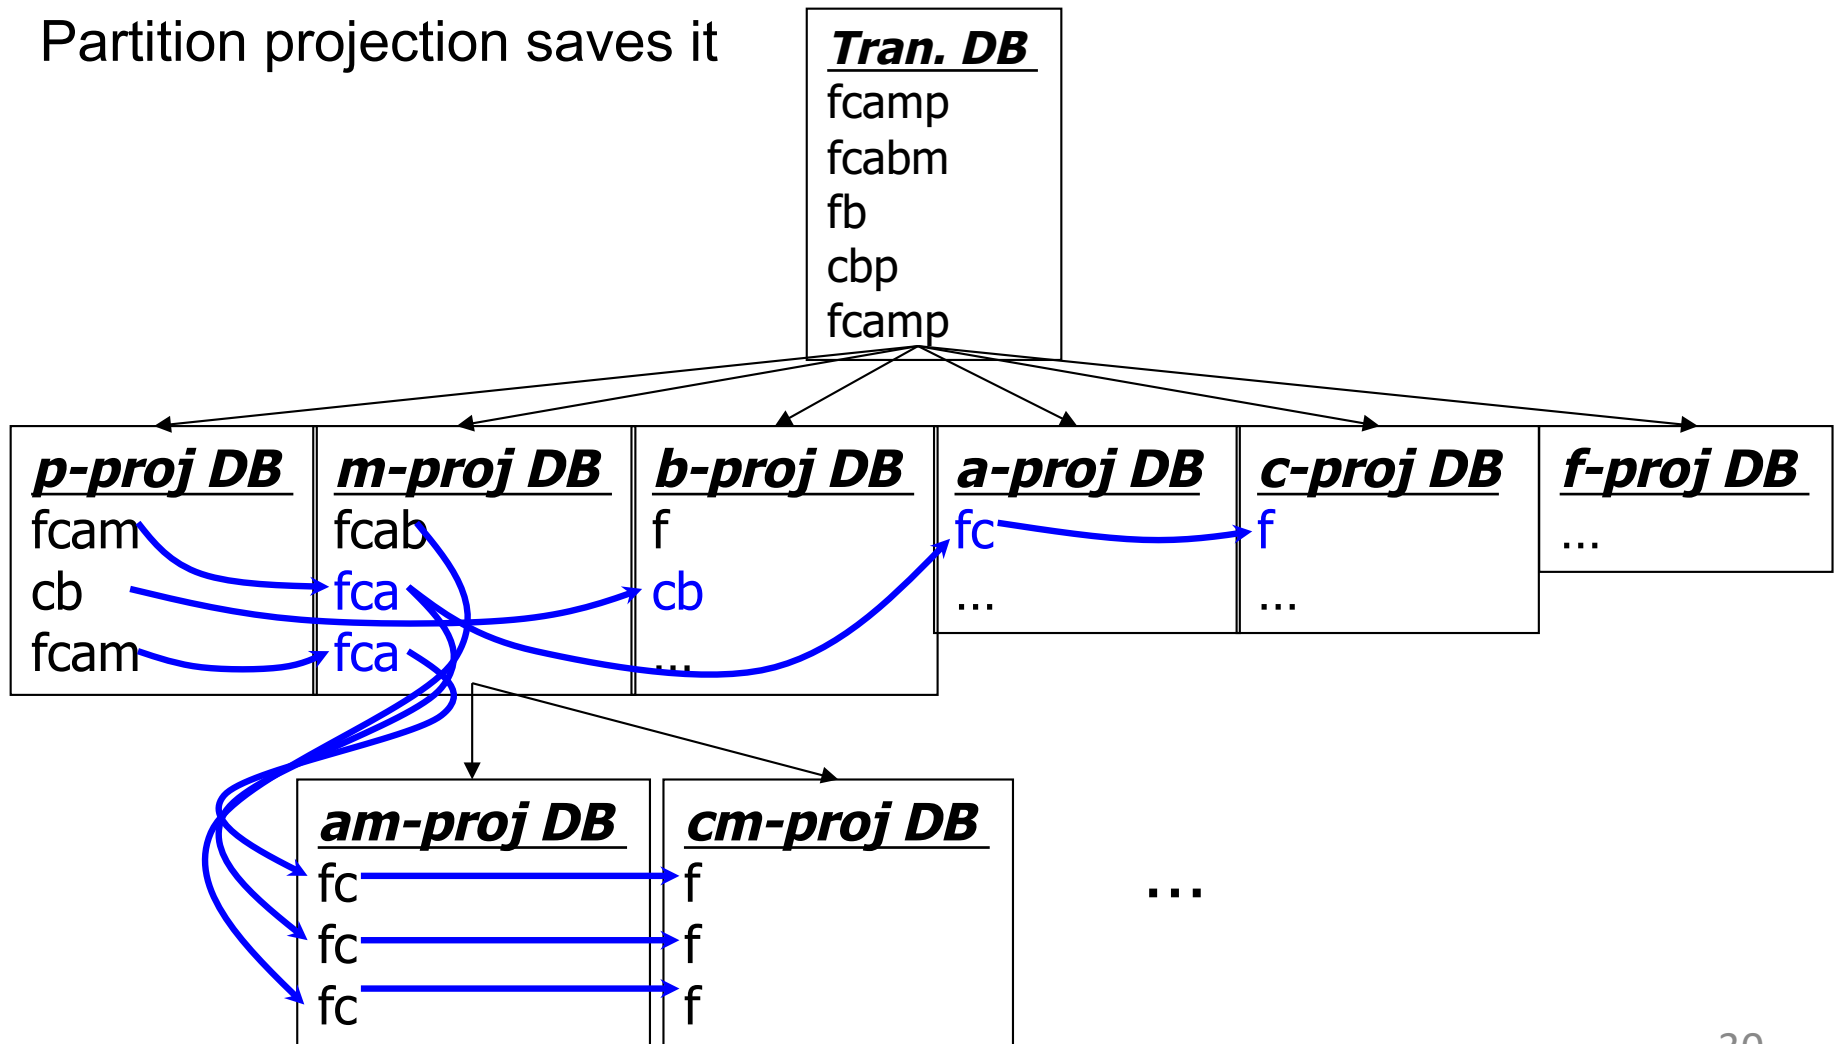 Partition projection saves it
Tran. DB
fcamp
fcabm
fb
cbp
fcamp
p-proj DB
fcam
cb
fcam
m-proj DB
fcab
fca
fca
b-proj DB
f
cb
...
a-proj DB
fc
...
c-proj DB
f
...
f-proj DB
...
am-proj DB
fc
fc
fc
cm-proj DB
f
f
f
...